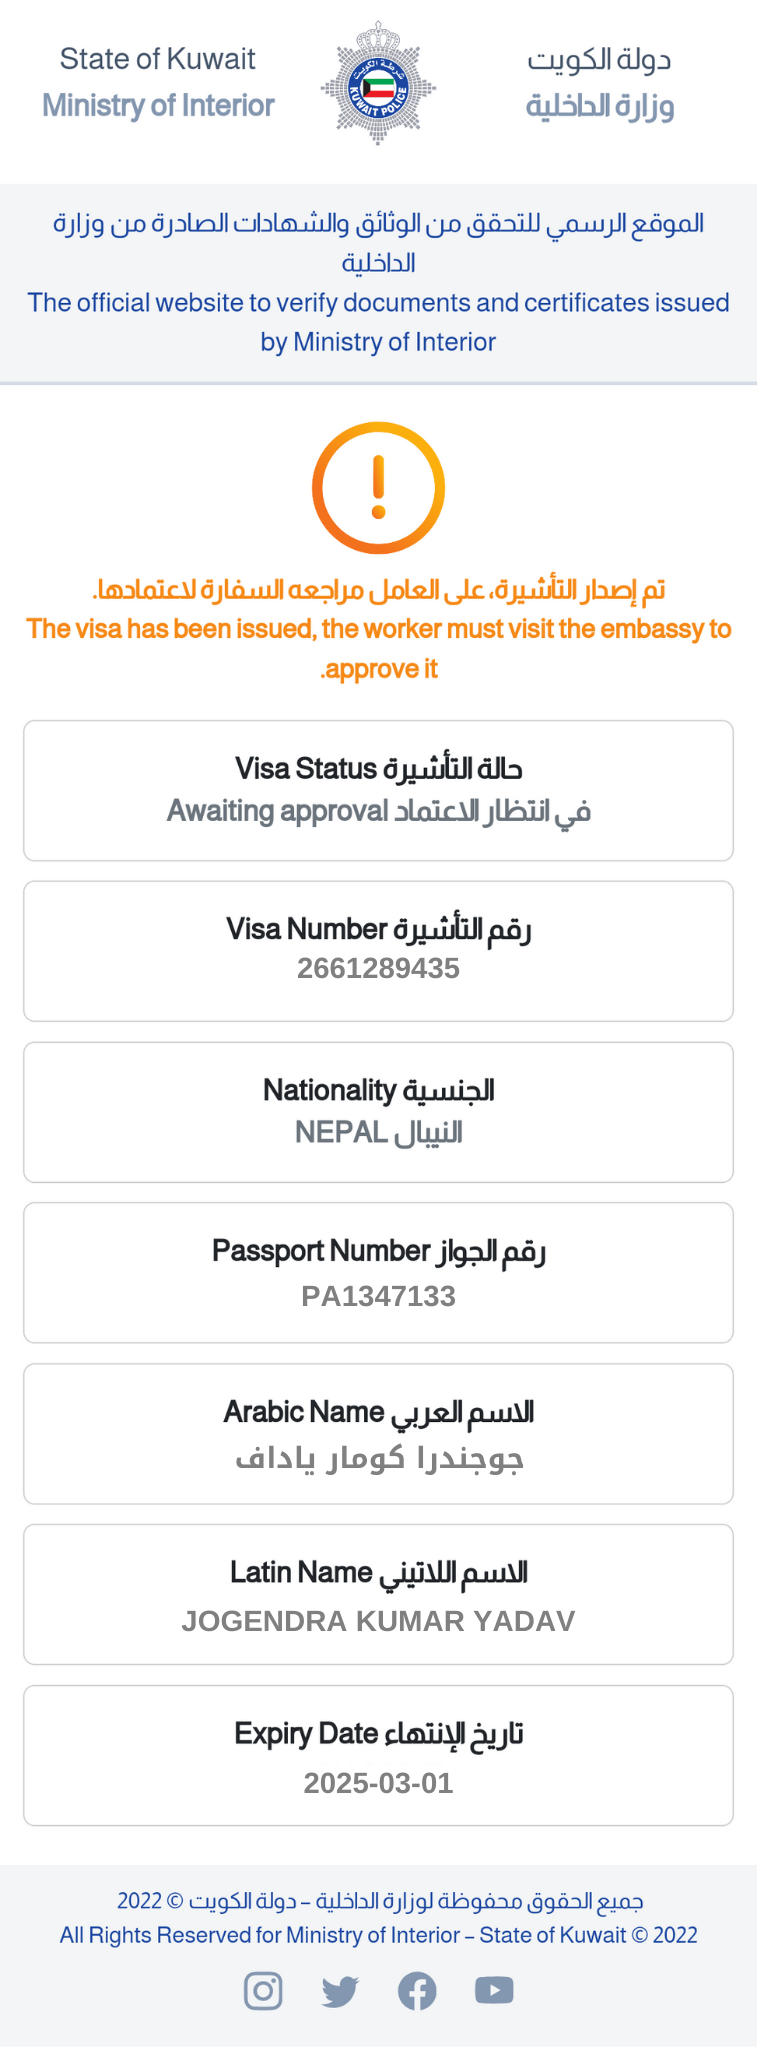 State of Kuwait
Ministry of Interior
شرطة الكويت
KUWAIT POLICE
دولة الكويت
وزارة الداخلية
الموقع الرسمي للتحقق من الوثائق والشهادات الصادرة من وزارة
الداخلية
The official website to verify documents and certificates issued
by Ministry of Interior
تم إصدار التأشيرة، على العامل مراجعه السفارة لاعتمادها.
The visa has been issued, the worker must visit the embassy to
.approve it
Visa Status حالة التأشيرة
Awaiting approval في انتظار الاعتماد
Visa Number رقم التأشيرة
2661289435
Nationality الجنسية
NEPAL النيبال
Passport Number رقم الجواز
PA1347133
Arabic Name الاسم العربي
جوجندرا كومار ياداف
Latin Name الاسم اللاتيني
JOGENDRA KUMAR YADAV
Expiry Date تاريخ الإنتهاء
2025-03-01
جميع الحقوق محفوظة لوزارة الداخلية – دولة الكويت © 2022
All Rights Reserved for Ministry of Interior – State of Kuwait © 2022